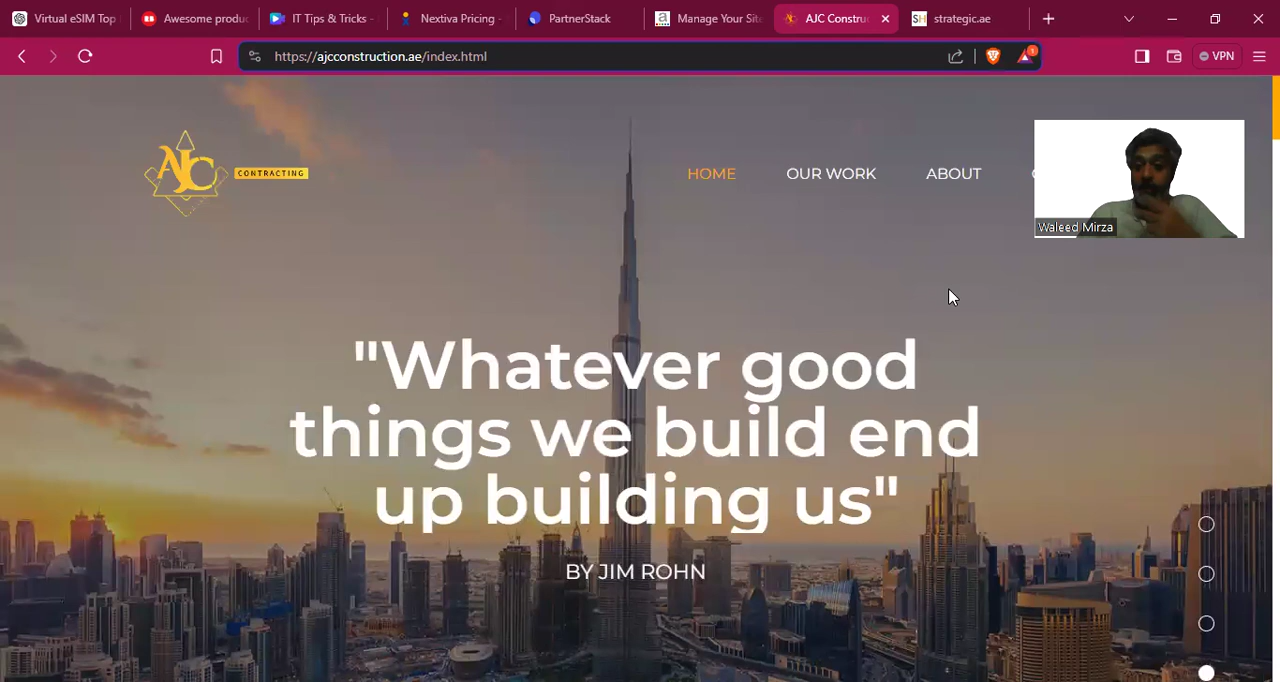 Virtual eSIM Top
Awesome produc
IT Tips & Tricks -
Nextiva Pricing -
PartnerStack
Manage Your Site
AJC Constru
strategic.ae
https://ajcconstruction.ae/index.html
1
VPN
AJC
CONTRACTING
HOME
OUR WORK
ABOUT
Waleed Mirza
"Whatever good
things we build end
up building us"
BY JIM ROHN